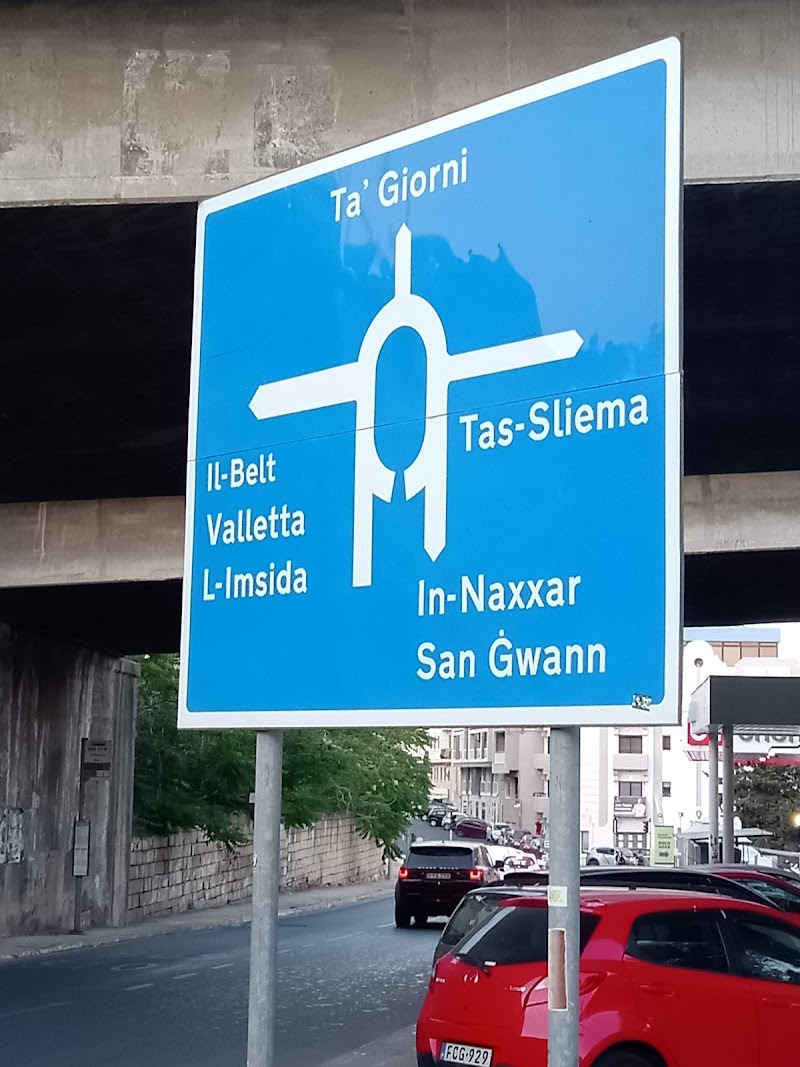 Ta' Giorni
Tas-Sliema
Il-Belt
Valletta
L-Imsida
In-Naxxar
San Ġwann
FCG·929